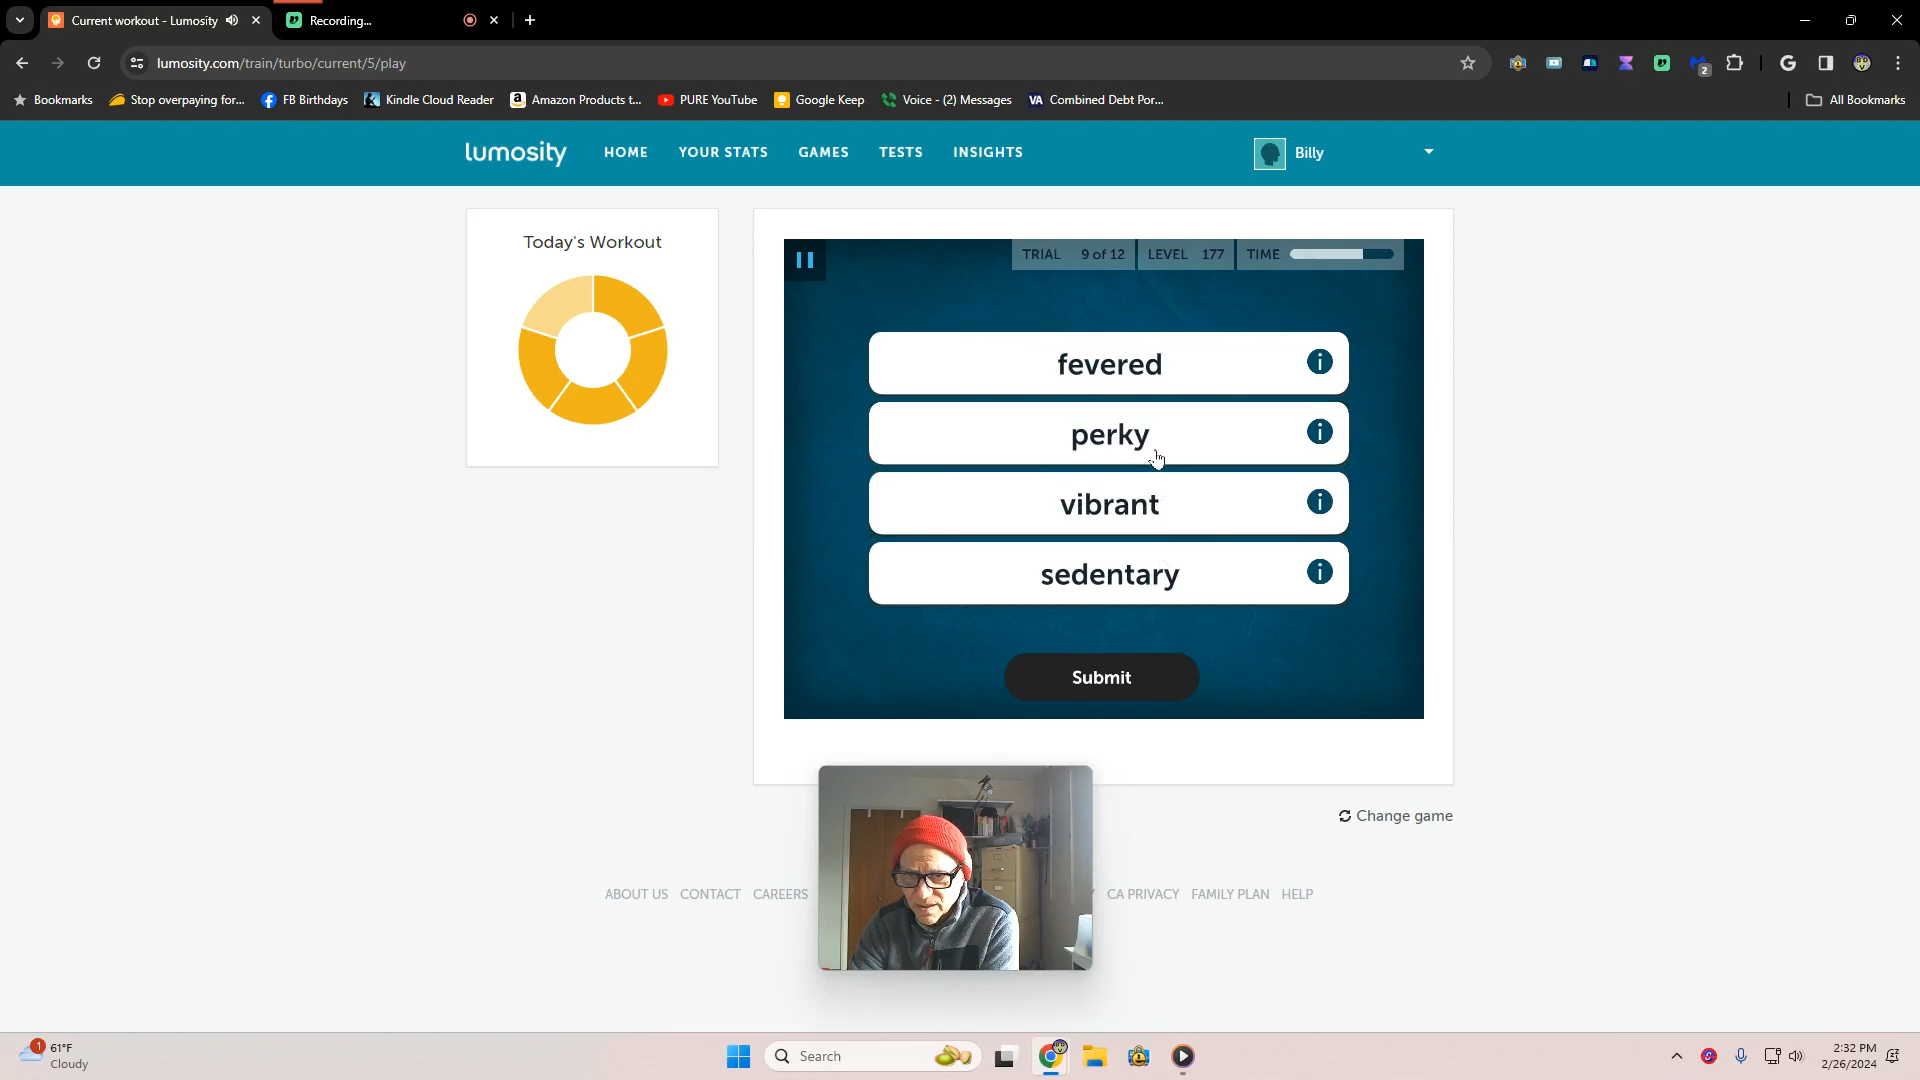 Current workout - Lumosity
Recording...
lumosity.com/train/turbo/current/5/play
2
Bookmarks
Stop overpaying for...
FB Birthdays
Kindle Cloud Reader
Amazon Products t...
PURE YouTube
Google Keep
Voice - (2) Messages
VA Combined Debt Por...
All Bookmarks
lumosity
HOME
YOUR STATS
GAMES
TESTS
INSIGHTS
Billy
Today's Workout
TRIAL 9 of 12
LEVEL 177
TIME
fevered
perky
vibrant
sedentary
Submit
Change game
ABOUT US
CONTACT
CAREERS
CA PRIVACY
FAMILY PLAN
HELP
1
61°F
Cloudy
Search
2:32 PM
2/26/2024